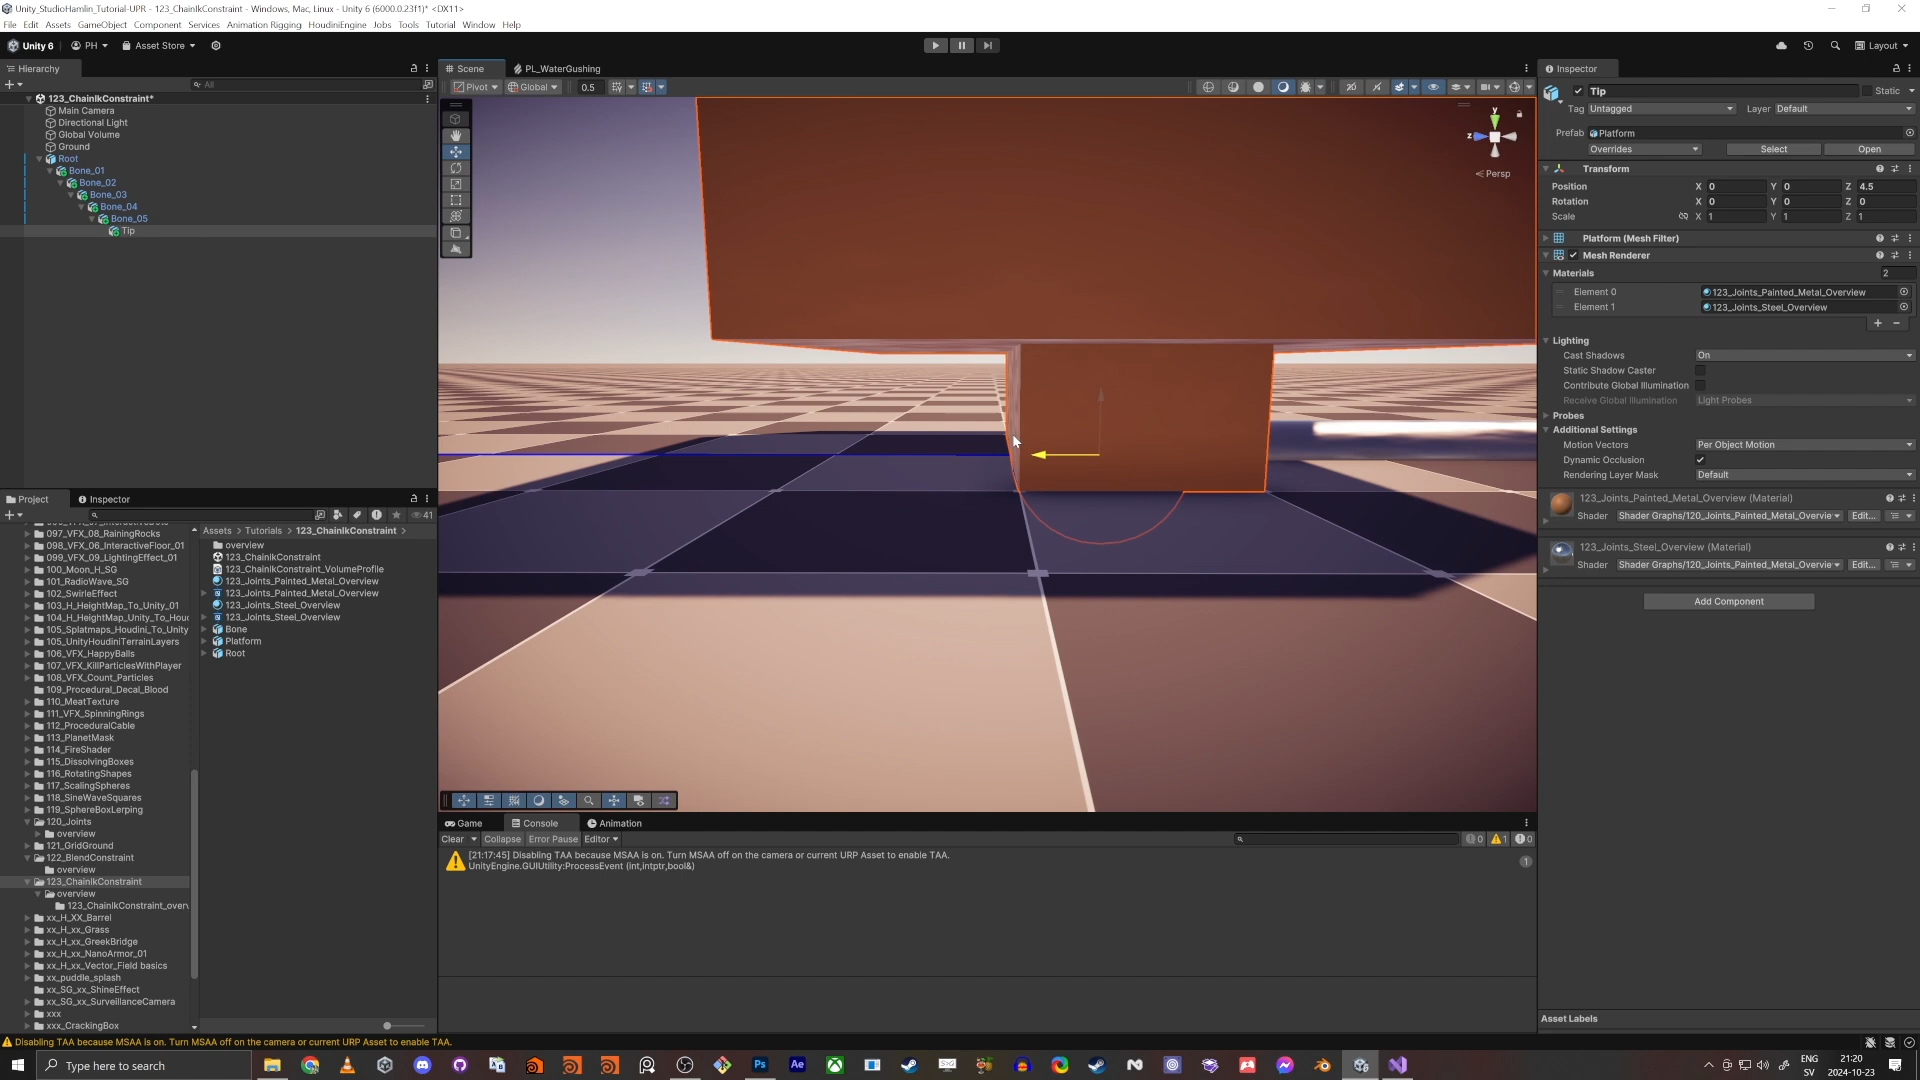 Unity_StudioHamlin_Tutorial-UPR - 123_ChainIkConstraint - Windows, Mac, Linux - Unity 6 (6000.0.23f1)* <DX11>
File Edit Assets GameObject Component Services Animation Rigging HoudiniEngine Jobs Tools Tutorial Window Help
Unity 6 PH Asset Store Layout
Hierarchy
All
123_ChainIkConstraint*
Main Camera
Directional Light
Global Volume
Ground
Root
Bone_01
Bone_02
Bone_03
Bone_04
Bone_05
Tip
Scene PL_WaterGushing
Pivot Global 0.5 2D
y
z
Persp
Inspector
Tip Static
Tag Untagged Layer Default
Prefab Platform
Overrides Select Open
Transform
Position X 0 Y 0 Z 4.5
Rotation X 0 Y 0 Z 0
Scale X 1 Y 1 Z 1
Platform (Mesh Filter)
Mesh Renderer
Materials 2
Element 0 123_Joints_Painted_Metal_Overview
Element 1 123_Joints_Steel_Overview
Lighting
Cast Shadows On
Static Shadow Caster
Contribute Global Illumination
Receive Global Illumination Light Probes
Probes
Additional Settings
Motion Vectors Per Object Motion
Dynamic Occlusion
Rendering Layer Mask Default
123_Joints_Painted_Metal_Overview (Material)
Shader Shader Graphs/120_Joints_Painted_Metal_Overvie Edit...
123_Joints_Steel_Overview (Material)
Shader Shader Graphs/120_Joints_Painted_Metal_Overvie Edit...
Add Component
Asset Labels
Project Inspector
41
097_VFX_08_RainingRocks
098_VFX_06_InteractiveFloor_01
099_VFX_09_LightingEffect_01
100_Moon_H_SG
101_RadioWave_SG
102_SwirleEffect
103_H_HeightMap_To_Unity_01
104_H_HeightMap_Unity_To_Houd
105_Splatmaps_Houdini_To_Unity
105_UnityHoudiniTerrainLayers
106_VFX_HappyBalls
107_VFX_KillParticlesWithPlayer
108_VFX_Count_Particles
109_Procedural_Decal_Blood
110_MeatTexture
111_VFX_SpinningRings
112_ProceduralCable
113_PlanetMask
114_FireShader
115_DissolvingBoxes
116_RotatingShapes
117_ScalingSpheres
118_SineWaveSquares
119_SphereBoxLerping
120_Joints
overview
121_GridGround
122_BlendConstraint
overview
123_ChainIkConstraint
overview
123_ChainIkConstraint_over
xx_H_XX_Barrel
xx_H_xx_Grass
xx_H_xx_GreekBridge
xx_H_xx_NanoArmor_01
xx_H_xx_Vector_Field basics
xx_puddle_splash
xx_SG_xx_ShineEffect
xx_SG_xx_SurveillanceCamera
xxx
xxx_CrackingBox
Assets > Tutorials > 123_ChainIkConstraint >
overview
123_ChainIkConstraint
123_ChainIkConstraint_VolumeProfile
123_Joints_Painted_Metal_Overview
123_Joints_Painted_Metal_Overview
123_Joints_Steel_Overview
123_Joints_Steel_Overview
Bone
Platform
Root
Game Console Animation
Clear Collapse Error Pause Editor 0 1 0
[21:17:45] Disabling TAA because MSAA is on. Turn MSAA off on the camera or current URP Asset to enable TAA.
UnityEngine.GUIUtility:ProcessEvent (int,intptr,bool&)
1
Disabling TAA because MSAA is on. Turn MSAA off on the camera or current URP Asset to enable TAA.
Type here to search
Ps Ae
ENG
SV
21:20
2024-10-23